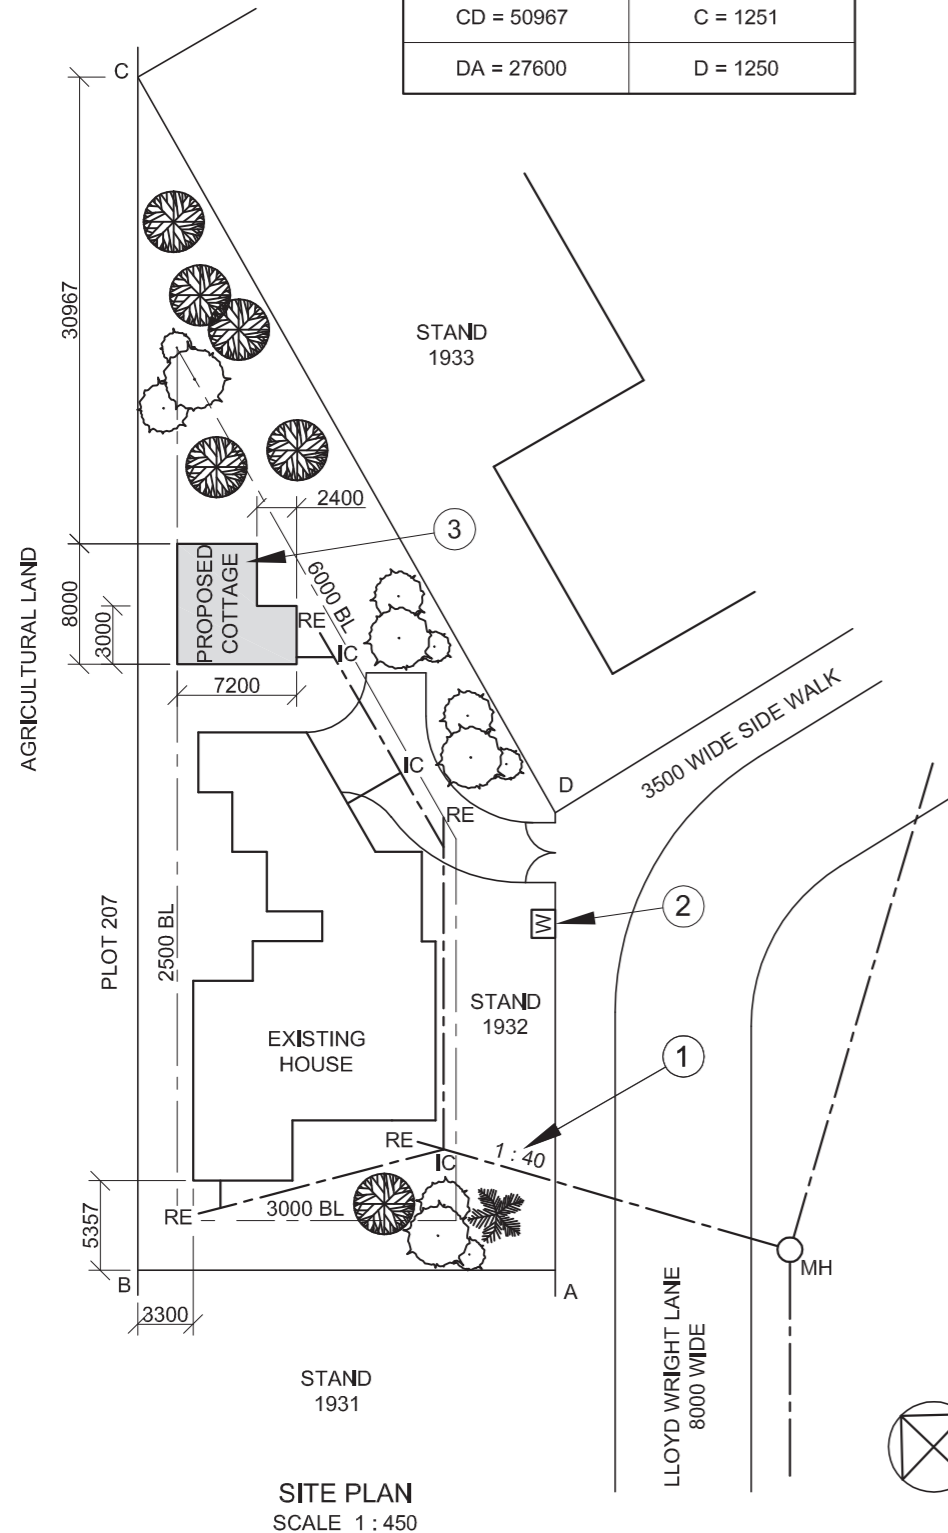 CD = 50967
C = 1251
DA = 27600
D = 1250
C
30967
STAND
1933
2400
3
AGRICULTURAL LAND
8000
3000
PROPOSED
COTTAGE
6000 BL
RE
IC
7200
3500 WIDE SIDE WALK
IC
D
RE
PLOT 207
2500 BL
W
2
STAND
1932
EXISTING
HOUSE
1
RE
1 : 40
IC
5357
RE
3000 BL
MH
B
A
3300
LLOYD WRIGHT LANE
8000 WIDE
STAND
1931
SITE PLAN
SCALE 1 : 450